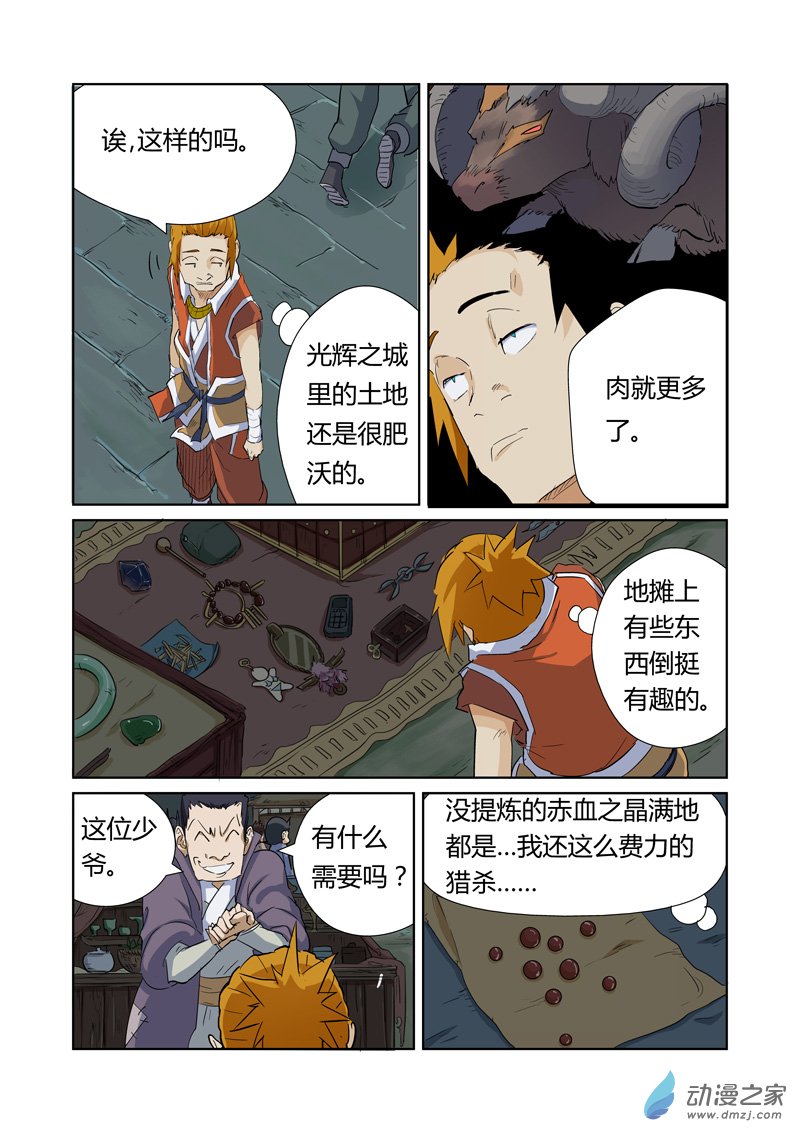 诶,这样的吗。
光辉之城
里的土地
还是很肥
沃的。
肉就更多
了。
地摊上
有些东
西倒挺
有趣的。
这位少
爷。
有什么
需要吗？
没提炼的赤血之晶满地
都是...我还这么费力的
猎杀……
动漫之家
www.dmzj.com